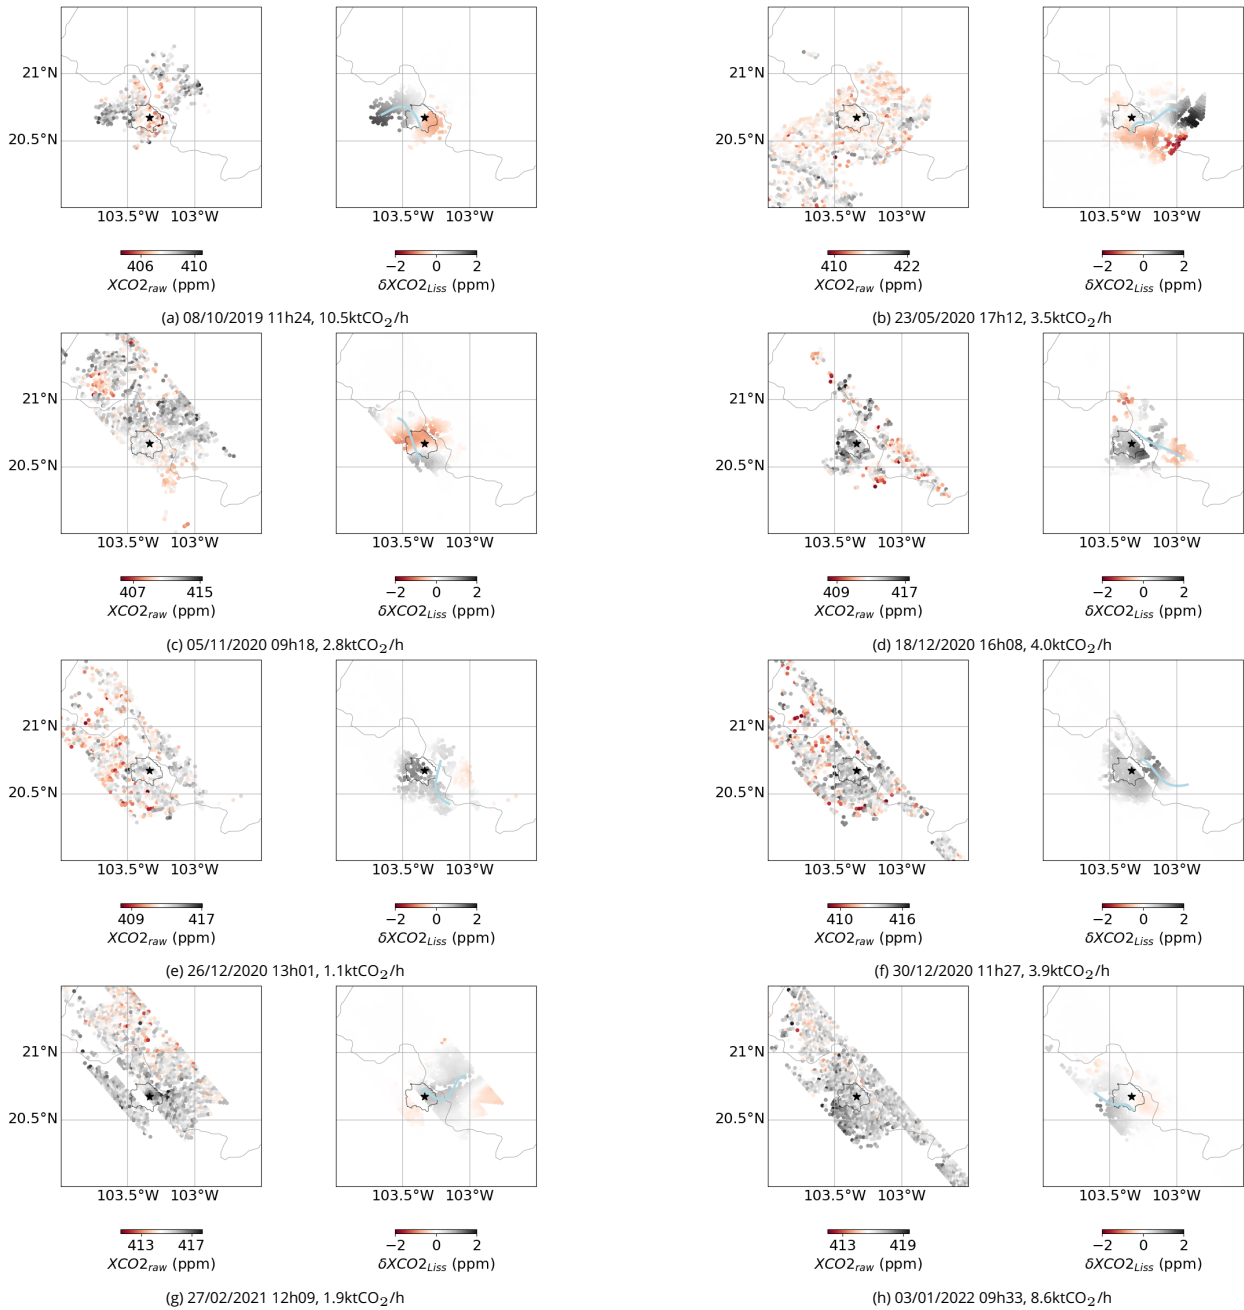 21°N
20.5°N
103.5°W 103°W
103.5°W 103°W
21°N
20.5°N
103.5°W 103°W
103.5°W 103°W
406 410
XCO2raw (ppm)
−2 0 2
δXCO2Liss (ppm)
410 422
XCO2raw (ppm)
−2 0 2
δXCO2Liss (ppm)
(a) 08/10/2019 11h24, 10.5ktCO2/h
(b) 23/05/2020 17h12, 3.5ktCO2/h
21°N
20.5°N
103.5°W 103°W
103.5°W 103°W
21°N
20.5°N
103.5°W 103°W
103.5°W 103°W
407 415
XCO2raw (ppm)
−2 0 2
δXCO2Liss (ppm)
409 417
XCO2raw (ppm)
−2 0 2
δXCO2Liss (ppm)
(c) 05/11/2020 09h18, 2.8ktCO2/h
(d) 18/12/2020 16h08, 4.0ktCO2/h
21°N
20.5°N
103.5°W 103°W
103.5°W 103°W
21°N
20.5°N
103.5°W 103°W
103.5°W 103°W
409 417
XCO2raw (ppm)
−2 0 2
δXCO2Liss (ppm)
410 416
XCO2raw (ppm)
−2 0 2
δXCO2Liss (ppm)
(e) 26/12/2020 13h01, 1.1ktCO2/h
(f) 30/12/2020 11h27, 3.9ktCO2/h
21°N
20.5°N
103.5°W 103°W
103.5°W 103°W
21°N
20.5°N
103.5°W 103°W
103.5°W 103°W
413 417
XCO2raw (ppm)
−2 0 2
δXCO2Liss (ppm)
413 419
XCO2raw (ppm)
−2 0 2
δXCO2Liss (ppm)
(g) 27/02/2021 12h09, 1.9ktCO2/h
(h) 03/01/2022 09h33, 8.6ktCO2/h